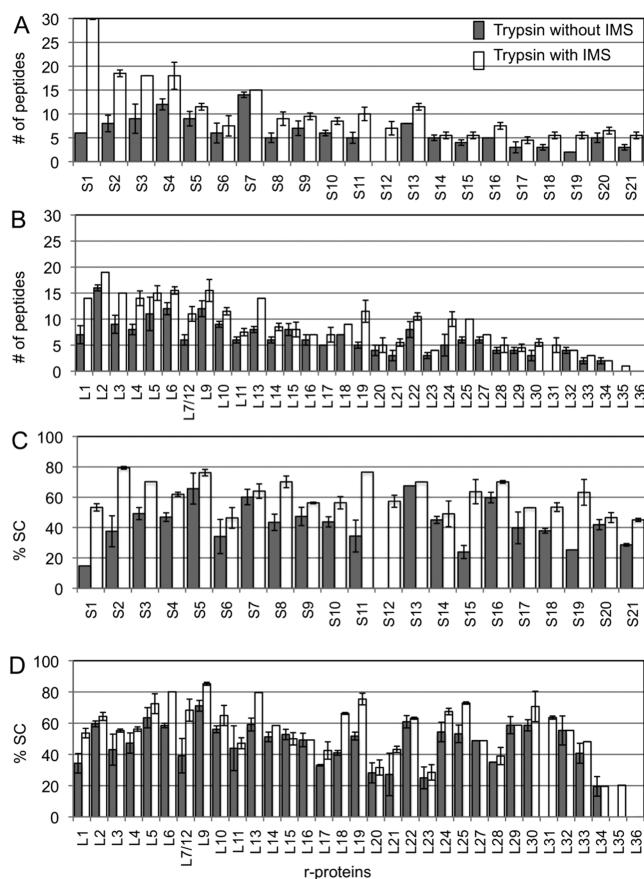 A
30
25
20
15
10
5
0
# of peptides
Trypsin without IMS
Trypsin with IMS
S1 S2 S3 S4 S5 S6 S7 S8 S9 S10 S11 S12 S13 S14 S15 S16 S17 S18 S19 S20 S21
B
30
25
20
15
10
5
0
# of peptides
L1 L2 L3 L4 L5 L6 L7/12 L9 L10 L11 L13 L14 L15 L16 L17 L18 L19 L20 L21 L22 L23 L24 L25 L27 L28 L29 L30 L31 L32 L33 L34 L35 L36
C
80
60
40
20
0
% SC
S1 S2 S3 S4 S5 S6 S7 S8 S9 S10 S11 S12 S13 S14 S15 S16 S17 S18 S19 S20 S21
D
100
80
60
40
20
0
% SC
L1 L2 L3 L4 L5 L6 L7/12 L9 L10 L11 L13 L14 L15 L16 L17 L18 L19 L20 L21 L22 L23 L24 L25 L27 L28 L29 L30 L31 L32 L33 L34 L35 L36
r-proteins